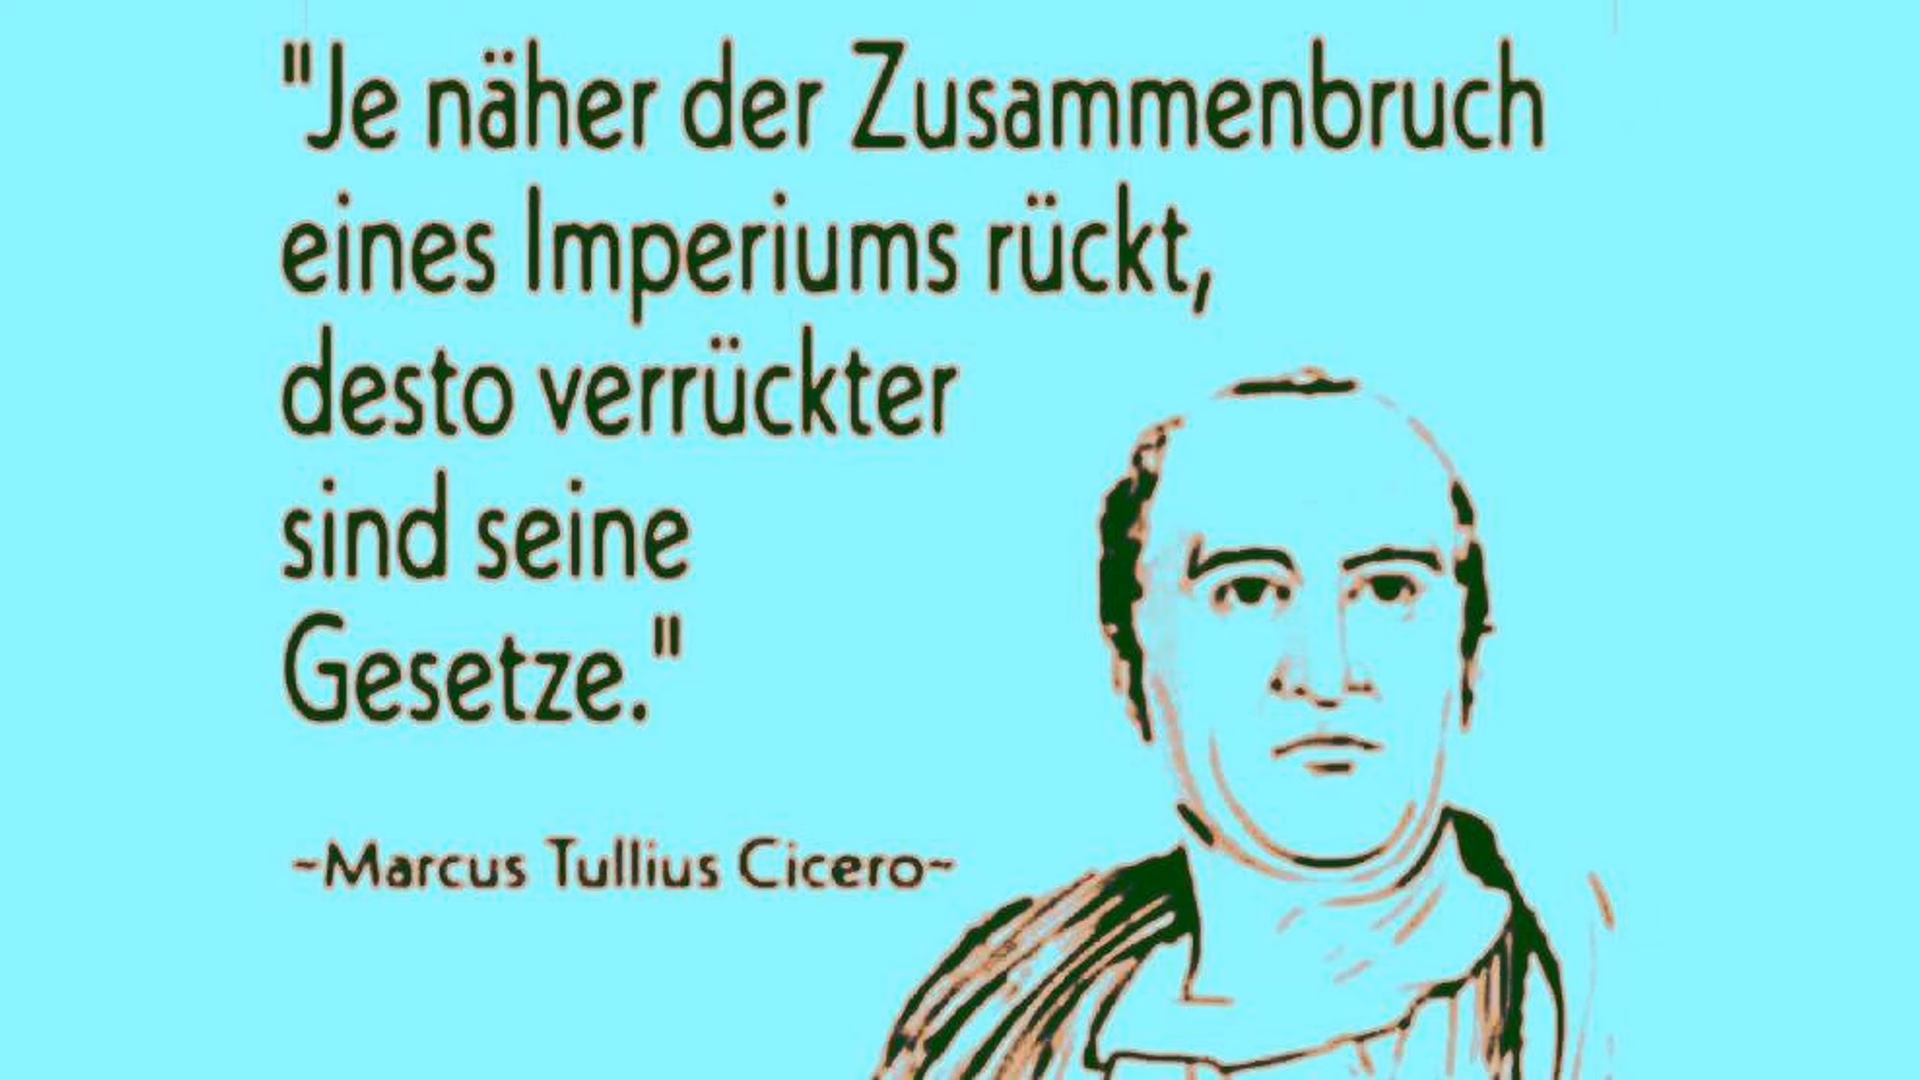 "Je näher der Zusammenbruch
eines Imperiums rückt,
desto verrückter
sind seine
Gesetze."
~Marcus Tullius Cicero~